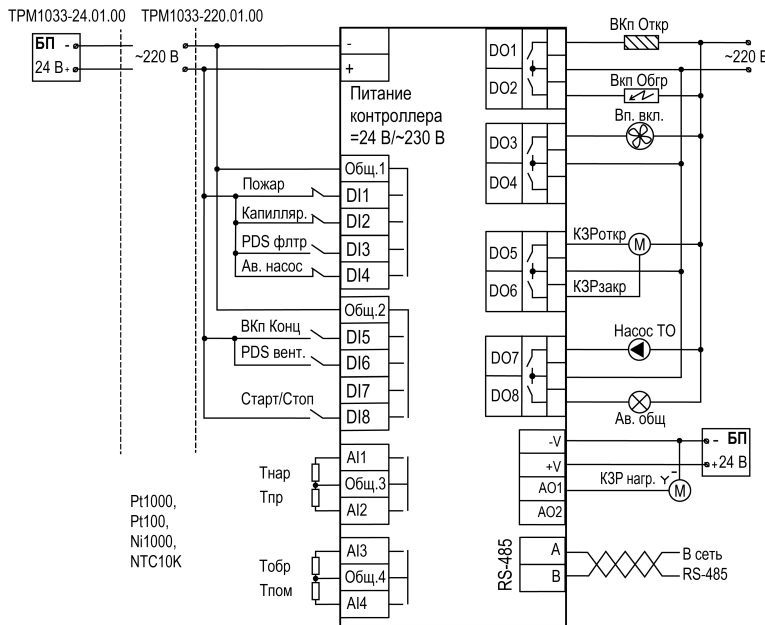 ТРМ1033-24.01.00
ТРМ1033-220.01.00
БП -
24 В +
~220 В
-
+
Питание
контроллера
=24 В/~230 В
Общ.1
Пожар
DI1
Капилляр.
DI2
PDS флтр
DI3
Ав. насос
DI4
Общ.2
ВКп Конц
DI5
PDS вент.
DI6
DI7
Старт/Стоп
DI8
AI1
Тнар
Общ.3
Тпр
AI2
Pt1000,
Pt100,
Ni1000,
NTC10K
AI3
Тобр
Общ.4
Тпом
AI4
ВКп Откр
DO1
~220 В
DO2
Вкп Обгр
Вп. вкл.
DO3
DO4
КЗРоткр
М
DO5
DO6
КЗРзакр
Насос ТО
DO7
DO8
Ав. общ
-V
- БП
+V
+ 24 В
КЗР нагр.
-
AO1
М
AO2
RS-485
A
В сеть
B
RS-485